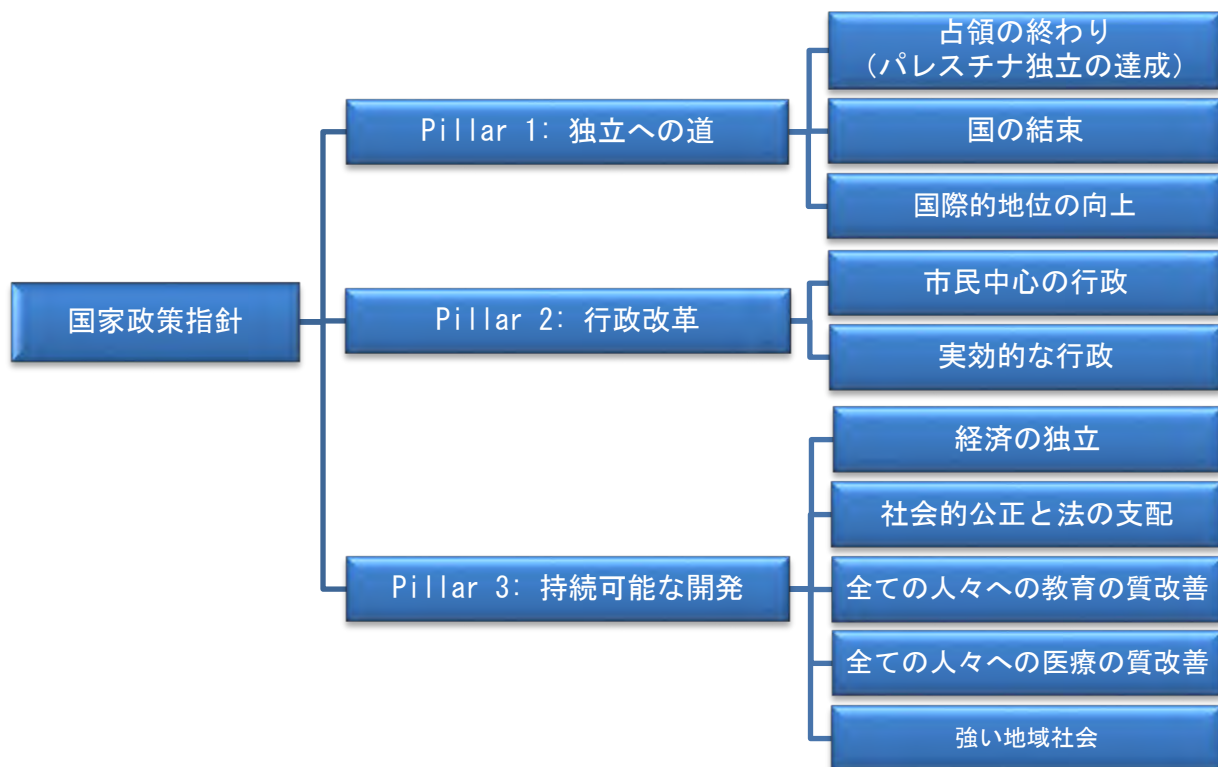 国家政策指針
Pillar 1: 独立への道
占領の終わり
(パレスチナ独立の達成)
国の結束
国際的地位の向上
Pillar 2: 行政改革
市民中心の行政
実効的な行政
Pillar 3: 持続可能な開発
経済の独立
社会的公正と法の支配
全ての人々への教育の質改善
全ての人々への医療の質改善
強い地域社会